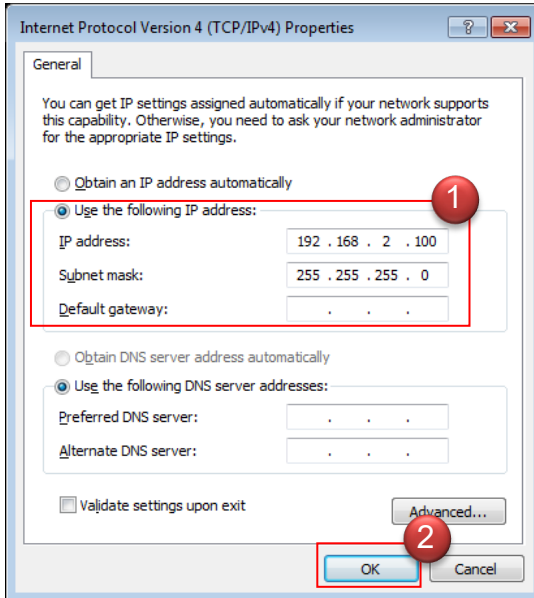 Internet Protocol Version 4 (TCP/IPv4) Properties
?
General
You can get IP settings assigned automatically if your network supports
this capability. Otherwise, you need to ask your network administrator
for the appropriate IP settings.
Obtain an IP address automatically
1
Use the following IP address:
IP address: 192 . 168 . 2 . 100
Subnet mask: 255 . 255 . 255 . 0
Default gateway: . . .
Obtain DNS server address automatically
Use the following DNS server addresses:
Preferred DNS server: . . .
Alternate DNS server: . . .
Validate settings upon exit
Advanced...
2
OK Cancel